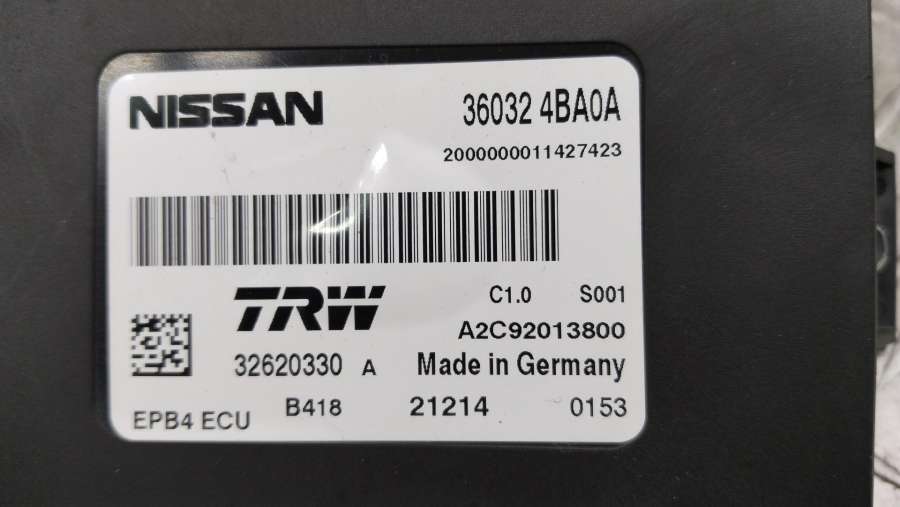 NISSAN 36032 4BA0A
2000000011427423
TRW C1.0 S001
A2C92013800
32620330 A Made in Germany
EPB4 ECU B418 21214 0153